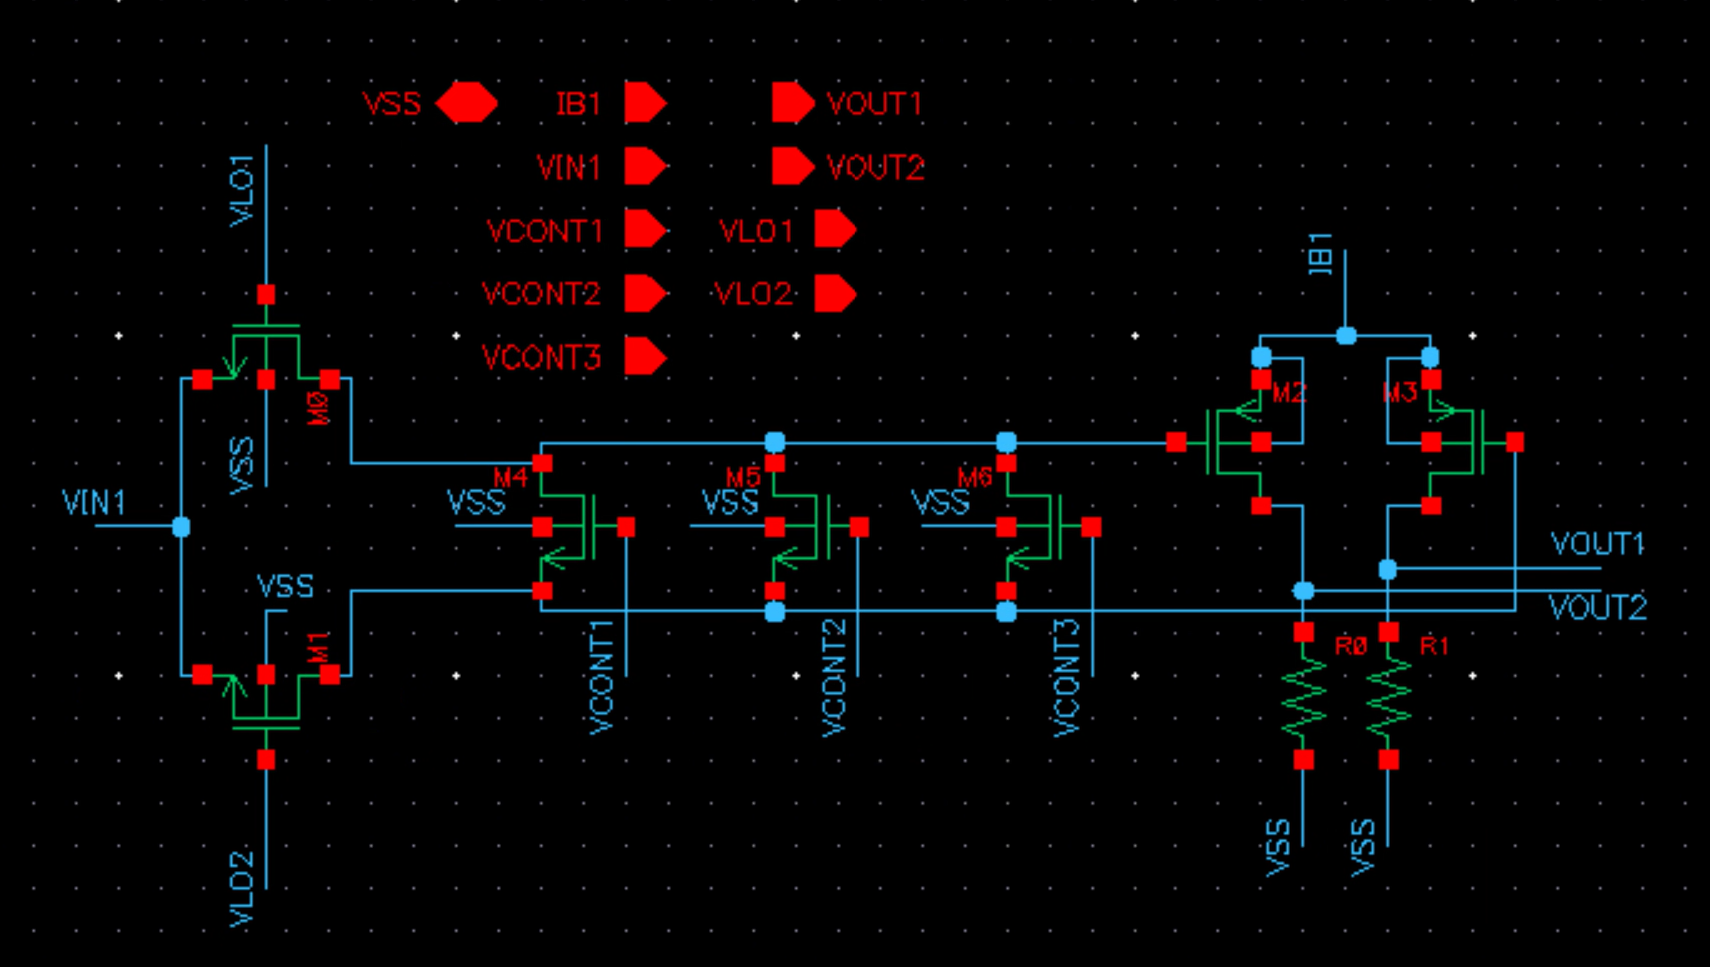 VSS IB1 VOUT1
VIN1 VOUT2
VCONT1 VLO1
VCONT2 VLO2
VCONT3
VLO1
IB1
M0
M2 M3
VSS
VIN1
M4 M5 M6
VSS VSS VSS
VSS
M1
VOUT1
VOUT2
VCONT1 VCONT2 VCONT3
R0 R1
VLO2
VSS VSS